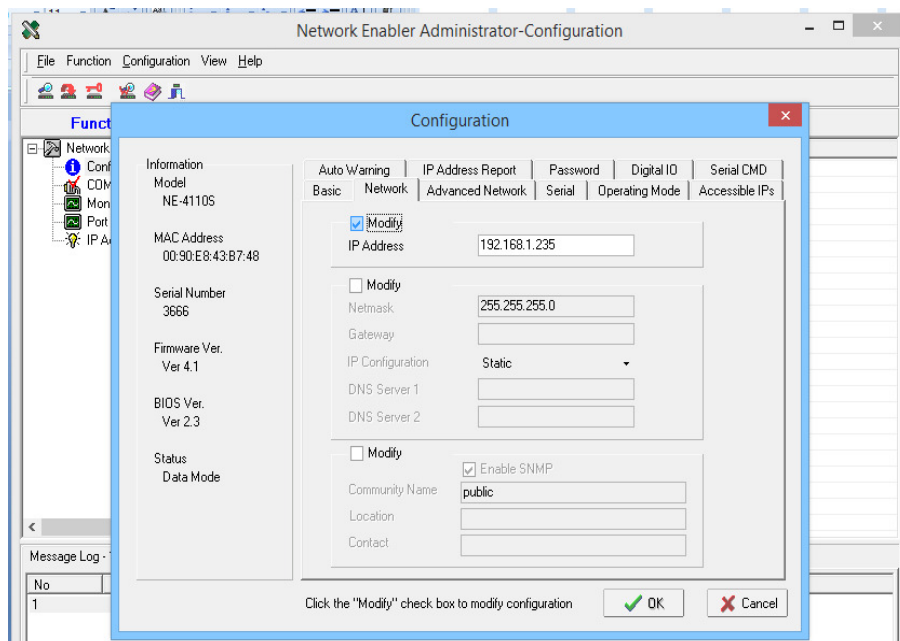 Network Enabler Administrator-Configuration
File Function Configuration View Help
Funct
Configuration
Network
Conf
COM
Mon
Port
IP A
Information
Model
NE-4110S
MAC Address
00:90:E8:43:B7:48
Serial Number
3666
Firmware Ver.
Ver 4.1
BIOS Ver.
Ver 2.3
Status
Data Mode
Auto Warning IP Address Report Password Digital IO Serial CMD
Basic Network Advanced Network Serial Operating Mode Accessible IPs
Modify
IP Address 192.168.1.235
Modify
Netmask 255.255.255.0
Gateway
IP Configuration Static
DNS Server 1
DNS Server 2
Modify
Enable SNMP
Community Name public
Location
Contact
Click the "Modify" check box to modify configuration OK Cancel
Message Log -
No
1